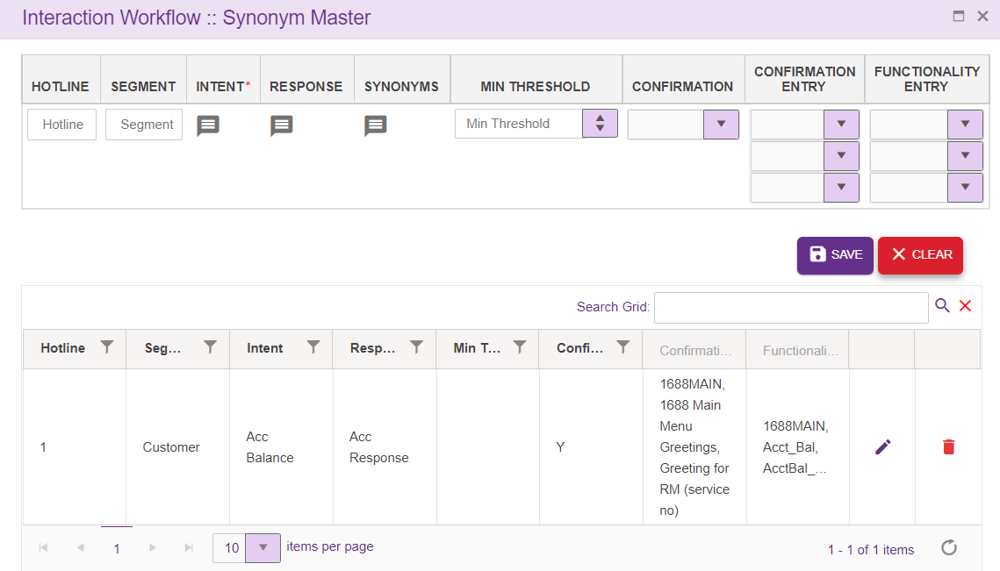 Interaction Workflow :: Synonym Master
HOTLINE SEGMENT INTENT* RESPONSE SYNONYMS MIN THRESHOLD CONFIRMATION CONFIRMATION ENTRY FUNCTIONALITY ENTRY
Hotline Segment Min Threshold
SAVE CLEAR
Search Grid:
Hotline Seg... Intent Resp... Min T... Confi... Confirmati... Functionali...
1 Customer Acc Balance Acc Response Y 1688MAIN, 1688 Main Menu Greetings, Greeting for RM (service no) 1688MAIN, Acct_Bal, AcctBal_...
1 10 items per page 1 - 1 of 1 items